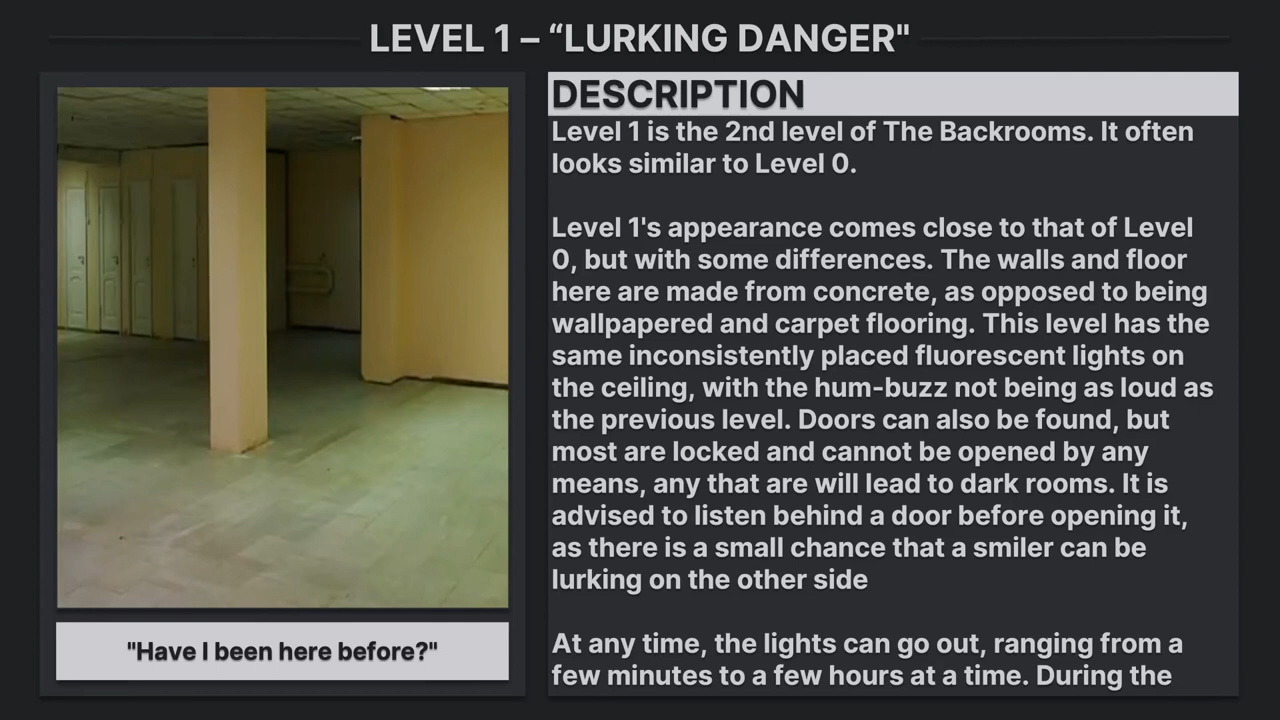 LEVEL 1 – “LURKING DANGER"
"Have I been here before?"
DESCRIPTION
Level 1 is the 2nd level of The Backrooms. It often
looks similar to Level 0.
Level 1's appearance comes close to that of Level
0, but with some differences. The walls and floor
here are made from concrete, as opposed to being
wallpapered and carpet flooring. This level has the
same inconsistently placed fluorescent lights on
the ceiling, with the hum-buzz not being as loud as
the previous level. Doors can also be found, but
most are locked and cannot be opened by any
means, any that are will lead to dark rooms. It is
advised to listen behind a door before opening it,
as there is a small chance that a smiler can be
lurking on the other side
At any time, the lights can go out, ranging from a
few minutes to a few hours at a time. During the